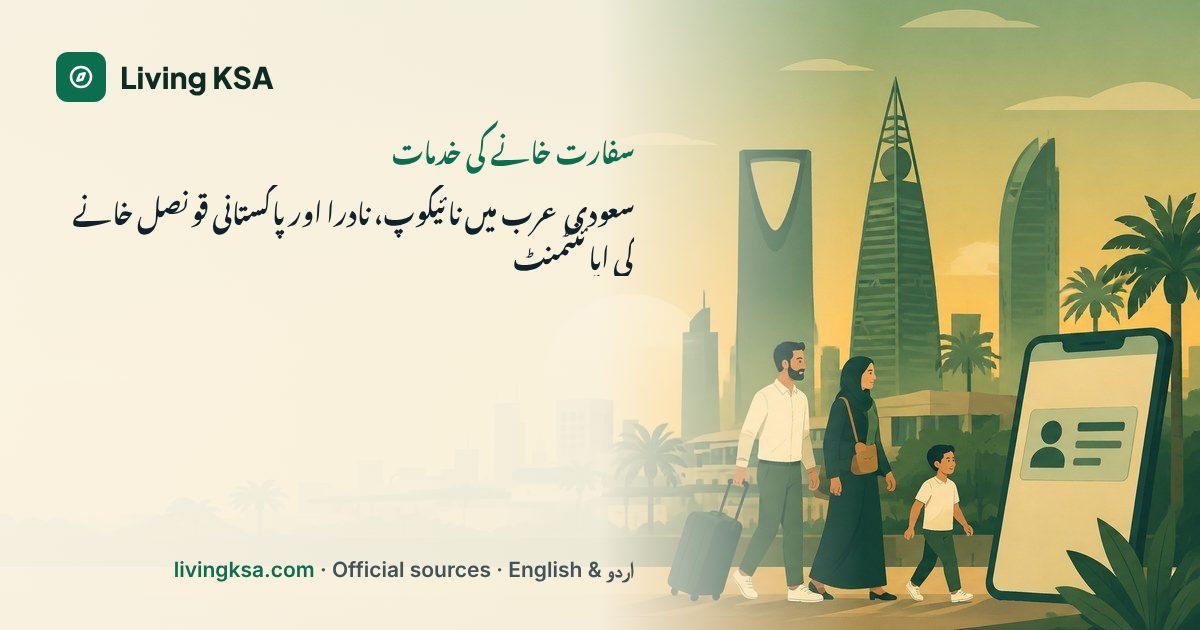 Living KSA
سفارت خانے کی خدمات
سعودی عرب میں نائیکوپ، نادرا اور پاکستانی قونصل خانے
کی اپائنٹمنٹ
livingksa.com · Official sources · English & اردو